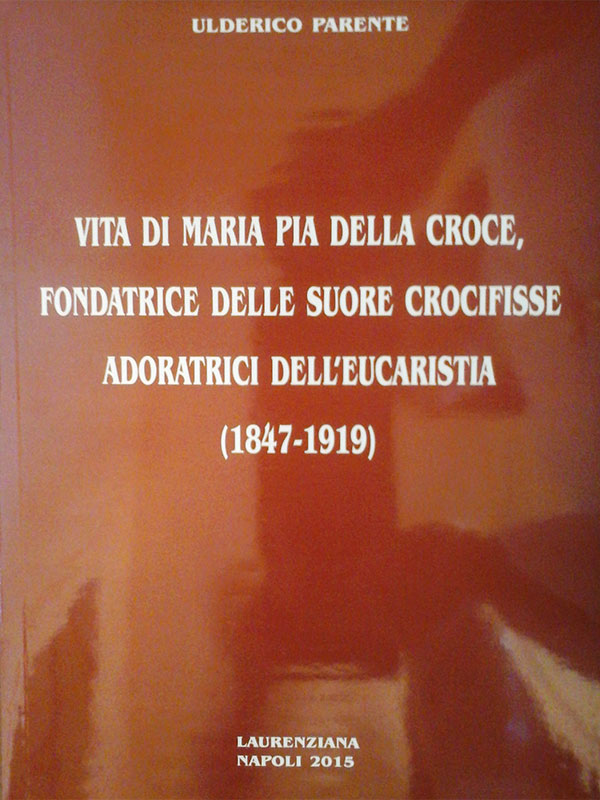 ULDERICO PARENTE
VITA DI MARIA PIA DELLA CROCE,
FONDATRICE DELLE SUORE CROCIFISSE
ADORATRICI DELL'EUCARISTIA
(1847-1919)
LAURENZIANA
NAPOLI 2015